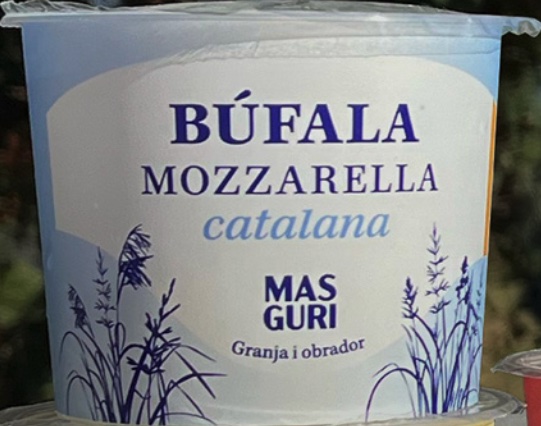 BÚFALA
MOZZARELLA
catalana
MAS
GURI
Granja i obrador